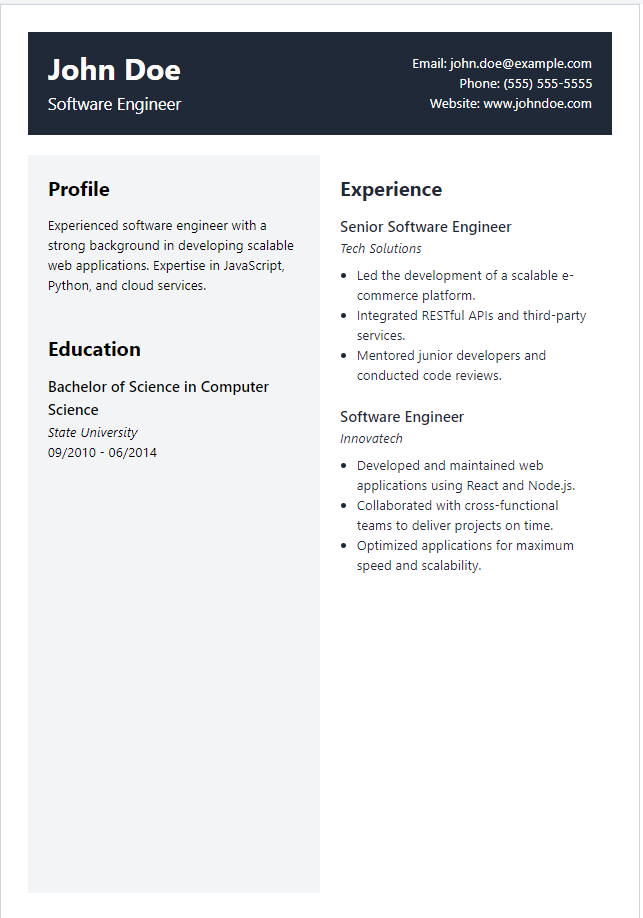 John Doe
Software Engineer
Email: john.doe@example.com
Phone: (555) 555-5555
Website: www.johndoe.com
Profile
Experienced software engineer with a
strong background in developing scalable
web applications. Expertise in JavaScript,
Python, and cloud services.
Education
Bachelor of Science in Computer
Science
State University
09/2010 - 06/2014
Experience
Senior Software Engineer
Tech Solutions
• Led the development of a scalable e-
commerce platform.
• Integrated RESTful APIs and third-party
services.
• Mentored junior developers and
conducted code reviews.
Software Engineer
Innovatech
• Developed and maintained web
applications using React and Node.js.
• Collaborated with cross-functional
teams to deliver projects on time.
• Optimized applications for maximum
speed and scalability.